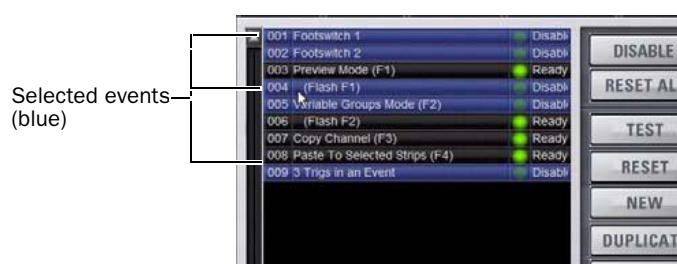 Selected events
(blue)
001 Footswitch 1 Disabl
002 Footswitch 2 Disabl
003 Preview Mode (F1) Ready
004 (Flash F1) Disabl
005 Variable Groups Mode (F2) Disabl
006 (Flash F2) Ready
007 Copy Channel (F3) Ready
008 Paste To Selected Strips (F4) Ready
009 3 Trigs in an Event Disabl
DISABLE
RESET AL
TEST
RESET
NEW
DUPLICAT